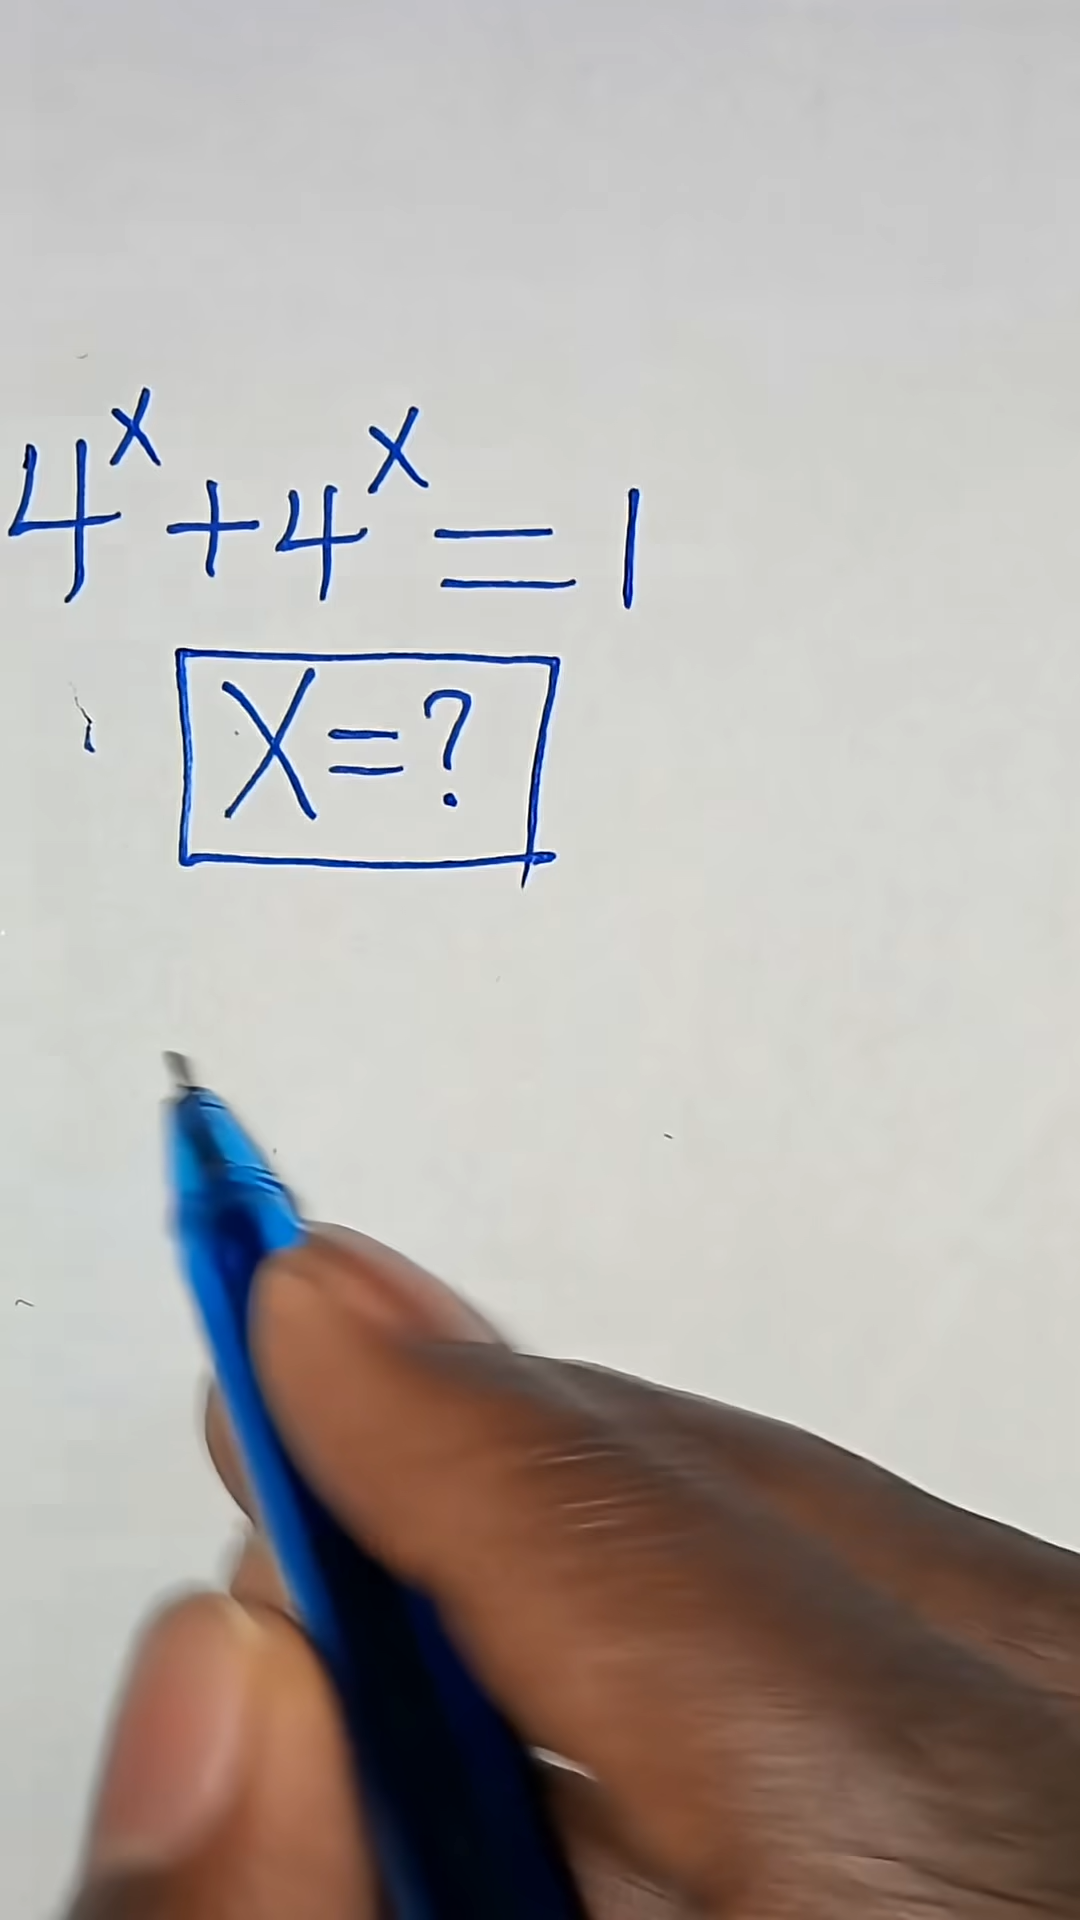 4^x + 4^x = 1
X = ?